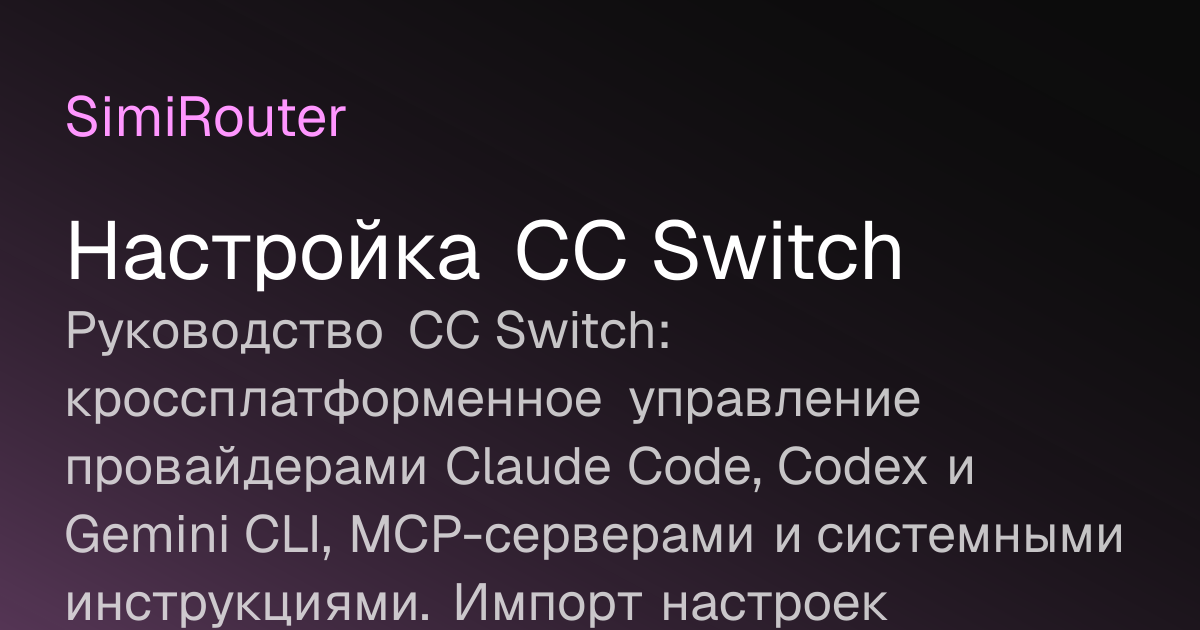 SimiRouter
Настройка CC Switch
Руководство CC Switch:
кроссплатформенное управление
провайдерами Claude Code, Codex и
Gemini CLI, MCP-серверами и системными
инструкциями. Импорт настроек